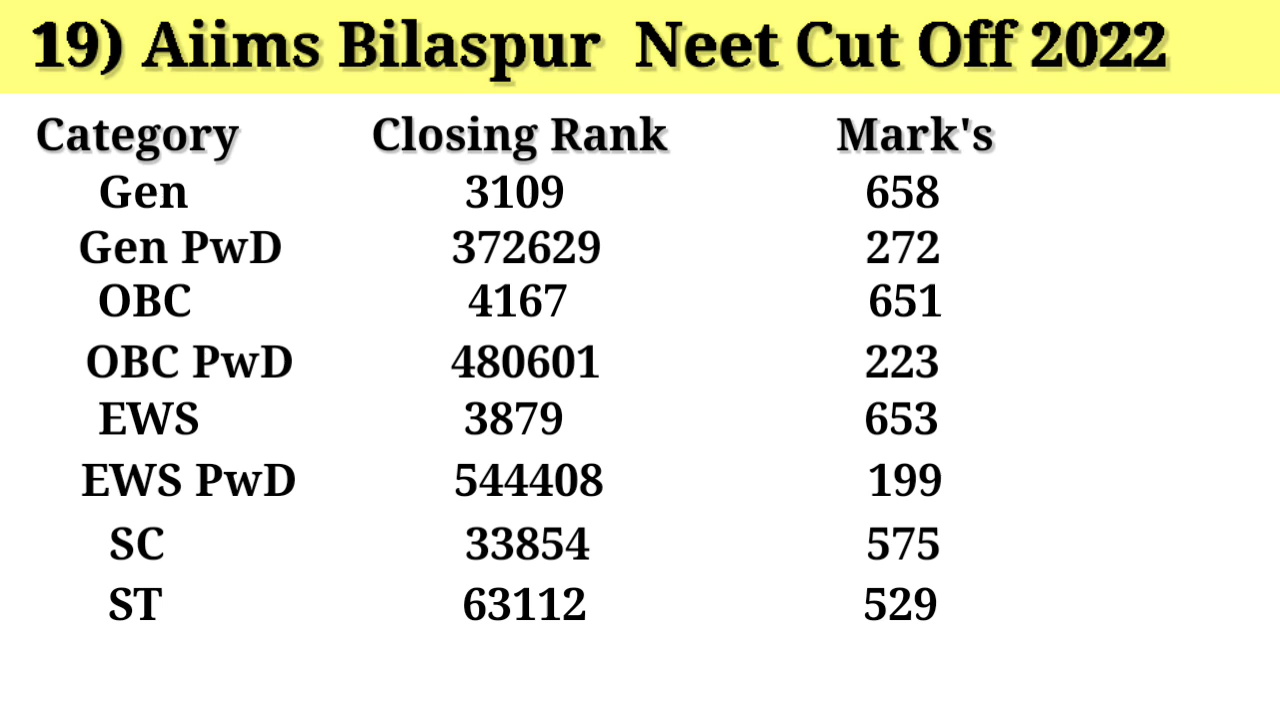 19) Aiims Bilaspur Neet Cut Off 2022
Category Closing Rank Mark's
Gen 3109 658
Gen PwD 372629 272
OBC 4167 651
OBC PwD 480601 223
EWS 3879 653
EWS PwD 544408 199
SC 33854 575
ST 63112 529